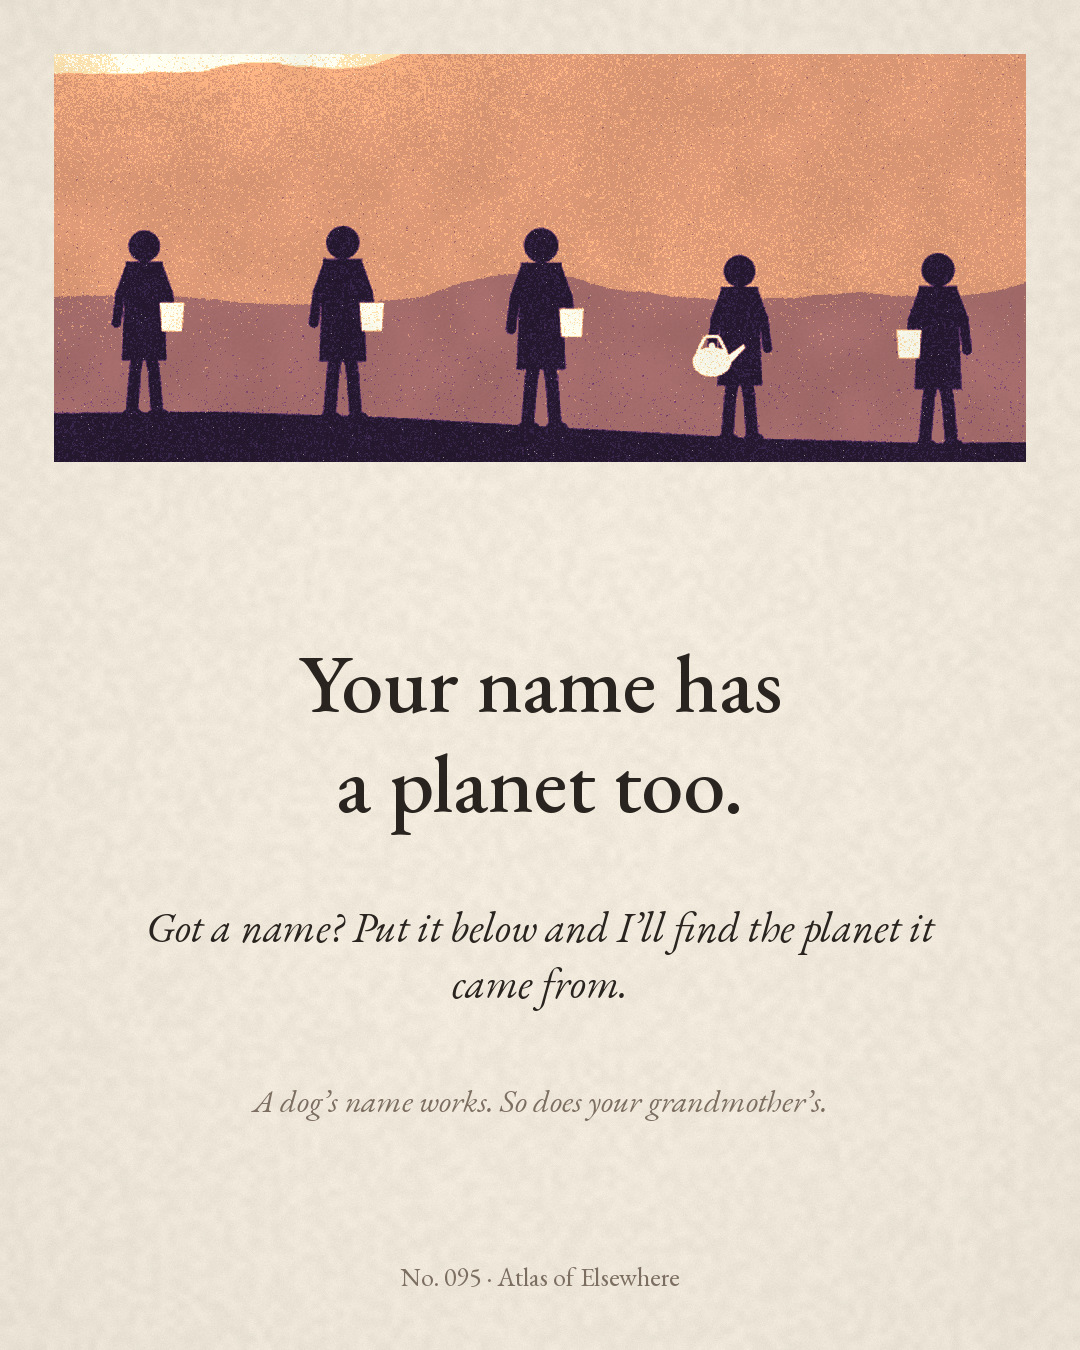 Your name has
a planet too.
Got a name? Put it below and I’ll find the planet it
came from.
A dog’s name works. So does your grandmother’s.
No. 095 · Atlas of Elsewhere